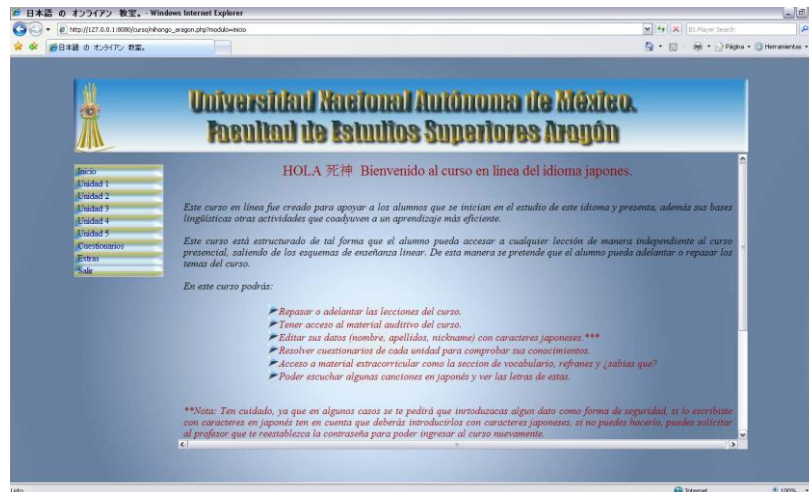 日本語 の オンライアン 教室。- Windows Internet Explorer
http://127.0.0.1:8080/curso/nihongo_aragon.php?modulo=inicio
BS.Player Search
日本語 の オンライアン 教室。
Página
Herramientas
Universidad Nacional Autónoma de México.
Facultad de Estudios Superiores Aragón
Inicio
Unidad 1
Unidad 2
Unidad 3
Unidad 4
Unidad 5
Cuestionarios
Extras
Salir
HOLA 死神 Bienvenido al curso en linea del idioma japones.
Este curso en línea fue creado para apoyar a los alumnos que se inician en el estudio de este idioma y presenta, además sus bases
lingüísticas otras actividades que coadyuven a un aprendizaje más eficiente.
Este curso está estructurado de tal forma que el alumno pueda accesar a cualquier lección de manera independiente al curso
presencial, saliendo de los esquemas de enseñanza linear. De esta manera se pretende que el alumno pueda adelantar o repasar los
temas del curso.
En este curso podrás:
Repasar o adelantar las lecciones del curso.
Tener acceso al material auditivo del curso.
Editar sus datos (nombre, apellidos, nickname) con caracteres japoneses.***
Resolver cuestionarios de cada unidad para comprobar sus conocimientos.
Acceso a material extracorricular como la seccion de vocabulario, refranes y ¿sabias que?
Poder escuchar algunas canciones en japonés y ver las letras de estas.
**Nota: Ten cuidado, ya que en algunos casos se te pedirá que inrtoduzacas algun dato como forma de seguridad, si lo escribiste
con caracteres en japonés ten en cuenta que deberás introducirlos con caracteres japoneses, si no puedes hacerlo, puedes solicitar
al profesor que te reestablezca la contraseña para poder ingresar al curso nuevamente.
Listo
Internet
100%